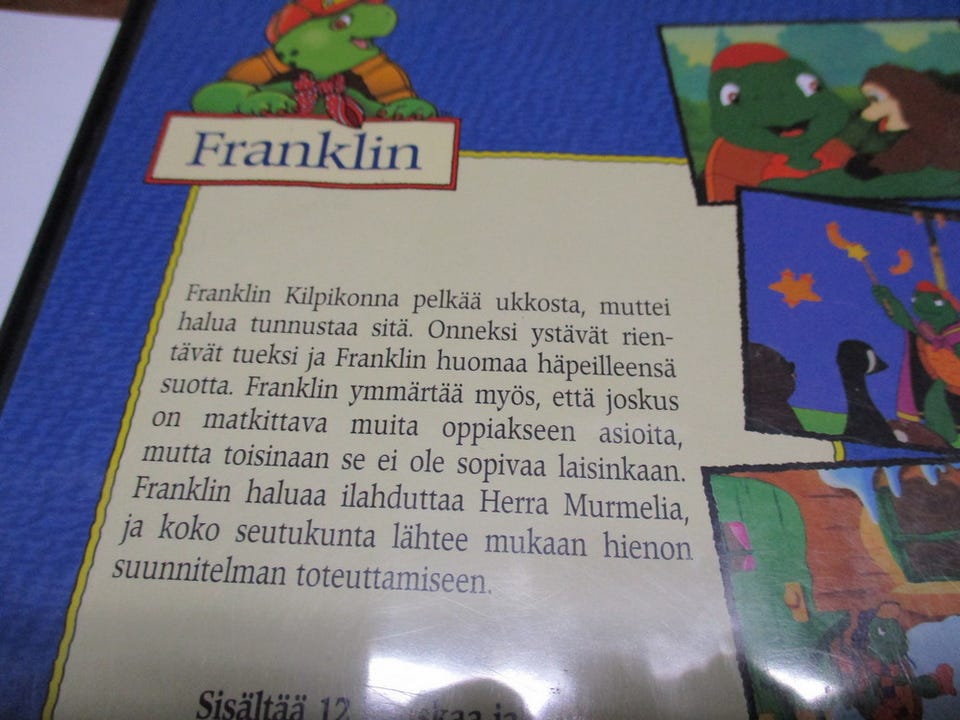 Franklin
Franklin Kilpikonna pelkää ukkosta, muttei
halua tunnustaa sitä. Onneksi ystävät rien-
tävät tueksi ja Franklin huomaa häpeilleensä
suotta. Franklin ymmärtää myös, että joskus
on matkittava muita oppiakseen asioita,
mutta toisinaan se ei ole sopivaa laisinkaan.
Franklin haluaa ilahduttaa Herra Murmelia,
ja koko seutukunta lähtee mukaan hienon
suunnitelman toteuttamiseen.
Sisältää 12 ja